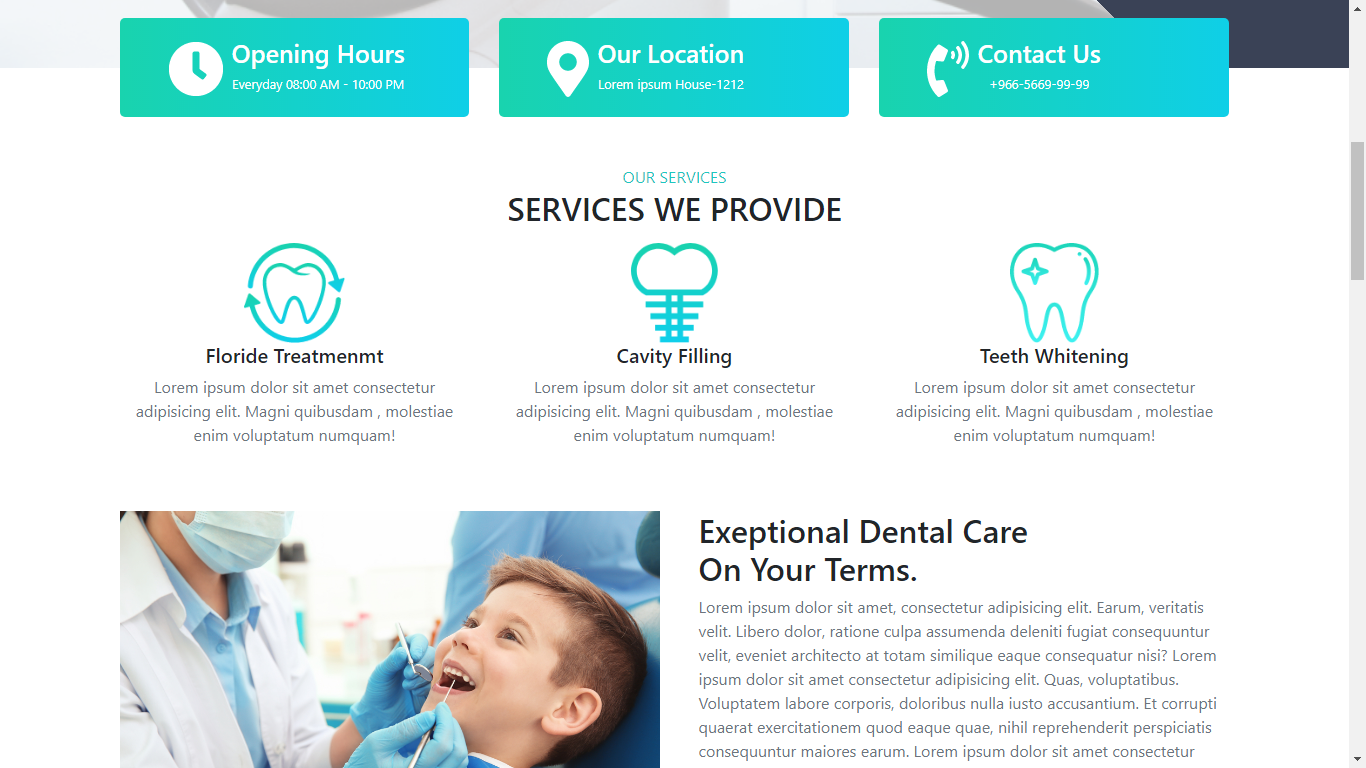 Opening Hours
Everyday 08:00 AM - 10:00 PM
Our Location
Lorem ipsum House-1212
Contact Us
+966-5669-99-99
OUR SERVICES
SERVICES WE PROVIDE
Floride Treatmenmt
Lorem ipsum dolor sit amet consectetur
adipisicing elit. Magni quibusdam , molestiae
enim voluptatum numquam!
Cavity Filling
Lorem ipsum dolor sit amet consectetur
adipisicing elit. Magni quibusdam , molestiae
enim voluptatum numquam!
Teeth Whitening
Lorem ipsum dolor sit amet consectetur
adipisicing elit. Magni quibusdam , molestiae
enim voluptatum numquam!
Exeptional Dental Care
On Your Terms.
Lorem ipsum dolor sit amet, consectetur adipisicing elit. Earum, veritatis
velit. Libero dolor, ratione culpa assumenda deleniti fugiat consequuntur
velit, eveniet architecto at totam similique eaque consequatur nisi? Lorem
ipsum dolor sit amet consectetur adipisicing elit. Quas, voluptatibus.
Voluptatem labore corporis, doloribus nulla iusto accusantium. Et corrupti
quaerat exercitationem quod eaque quae, nihil reprehenderit perspiciatis
consequuntur maiores earum. Lorem ipsum dolor sit amet consectetur